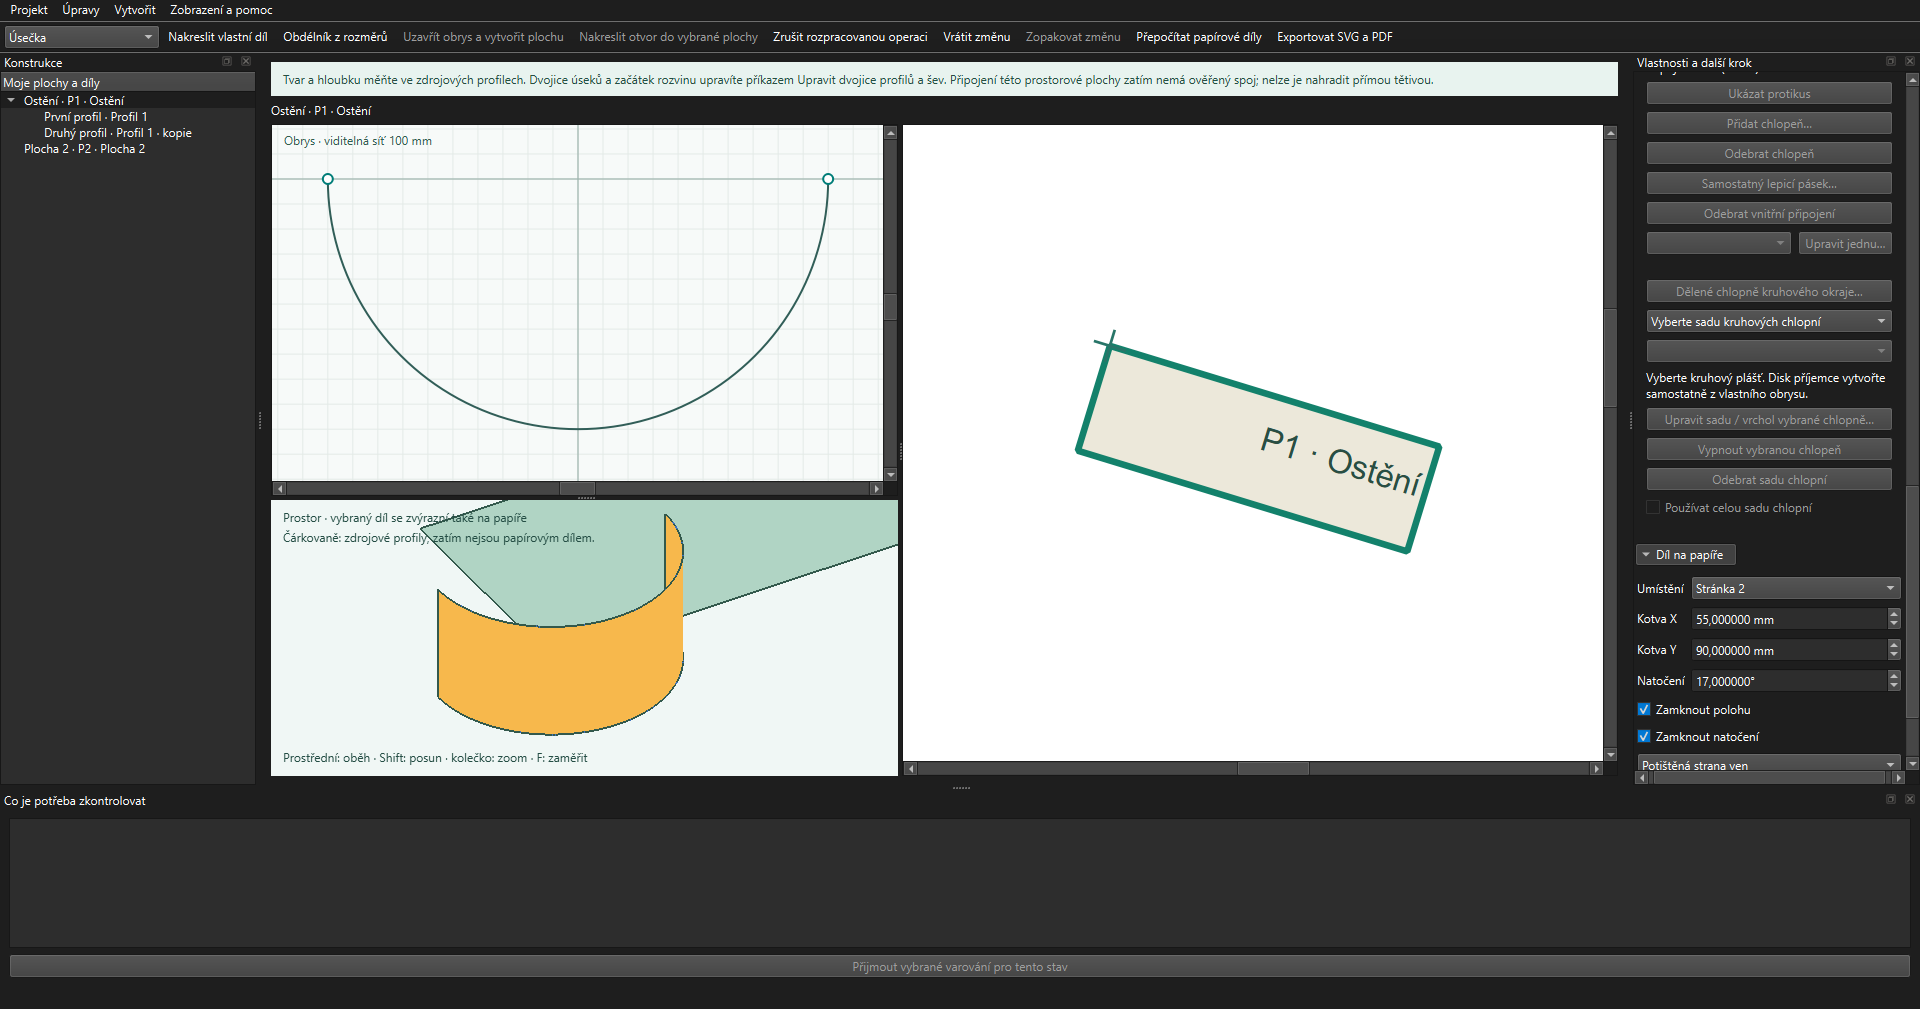 Projekt Úpravy Vytvořit Zobrazení a pomoc
Úsečka Nakreslit vlastní díl Obdélník z rozměrů Uzavřít obrys a vytvořit plochu Nakreslit otvor do vybrané plochy Zrušit rozpracovanou operaci Vrátit změnu Zopakovat změnu Přepočítat papírové díly Exportovat SVG a PDF
Konstrukce
Moje plochy a díly
Ostění · P1 · Ostění
První profil · Profil 1
Druhý profil · Profil 1 · kopie
Plocha 2 · P2 · Plocha 2
Tvar a hloubku měňte ve zdrojových profilech. Dvojice úseků a začátek rozvinu upravíte příkazem Upravit dvojice profilů a šev. Připojení této prostorové plochy zatím nemá ověřený spoj; nelze je nahradit přímou tětivou.
Ostění · P1 · Ostění
Obrys · viditelná síť 100 mm
Prostor · vybraný díl se zvýrazní také na papíře
Čárkovaně: zdrojové profily, zatím nejsou papírovým dílem.
Prostřední: oběh · Shift: posun · kolečko: zoom · F: zaměřit
P1 · Ostění
Vlastnosti a další krok
Ukázat protikus
Přidat chlopeň...
Odebrat chlopeň
Samostatný lepicí pásek...
Odebrat vnitřní připojení
Upravit jednu...
Dělené chlopně kruhového okraje...
Vyberte sadu kruhových chlopní
Vyberte kruhový plášť. Disk příjemce vytvořte
samostatně z vlastního obrysu.
Upravit sadu / vrchol vybrané chlopně...
Vypnout vybranou chlopeň
Odebrat sadu chlopní
Používat celou sadu chlopní
Díl na papíře
Umístění Stránka 2
Kotva X 55,000000 mm
Kotva Y 90,000000 mm
Natočení 17,000000°
Zamknout polohu
Zamknout natočení
Potištěná strana ven
Co je potřeba zkontrolovat
Přijmout vybrané varování pro tento stav